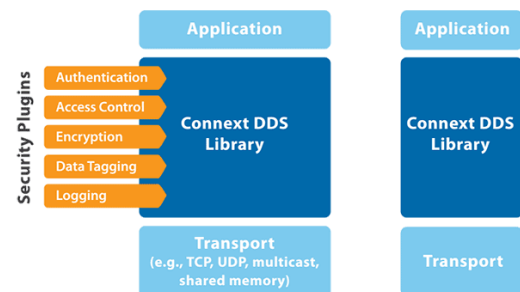 Security Plugins
Authentication
Access Control
Encryption
Data Tagging
Logging
Application
Connext DDS
Library
Transport
(e.g., TCP, UDP, multicast,
shared memory)
Application
Connext DDS
Library
Transport